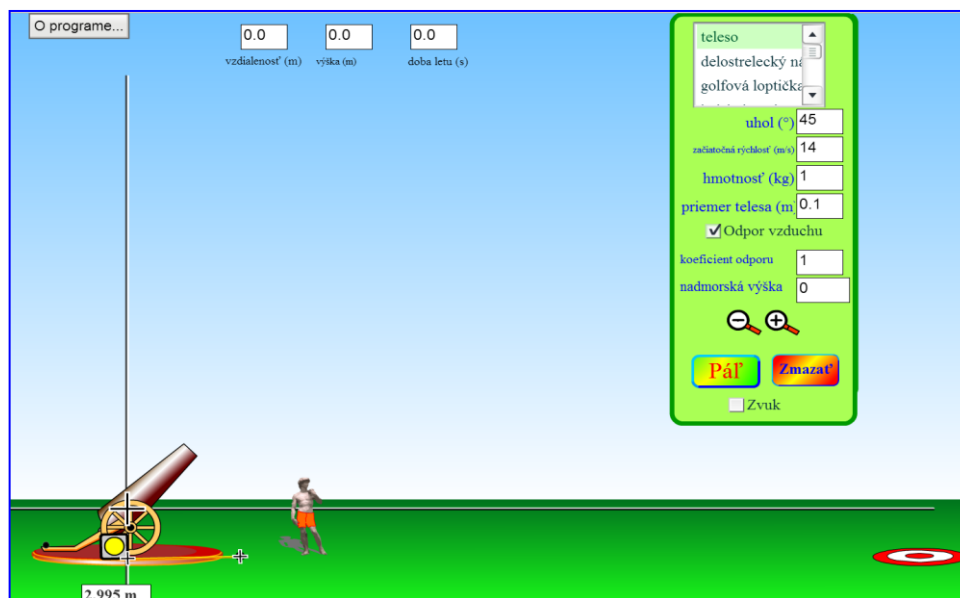 O programe...
0.0 0.0 0.0
vzdialenosť (m) výška (m) doba letu (s)
teleso
delostrelecký ná
golfová loptička
uhol (°) 45
začiatočná rýchlosť (m/s) 14
hmotnosť (kg) 1
priemer telesa (m 0.1
Odpor vzduchu
koeficient odporu 1
nadmorská výška 0
Páľ Zmazať
Zvuk
2.995 m